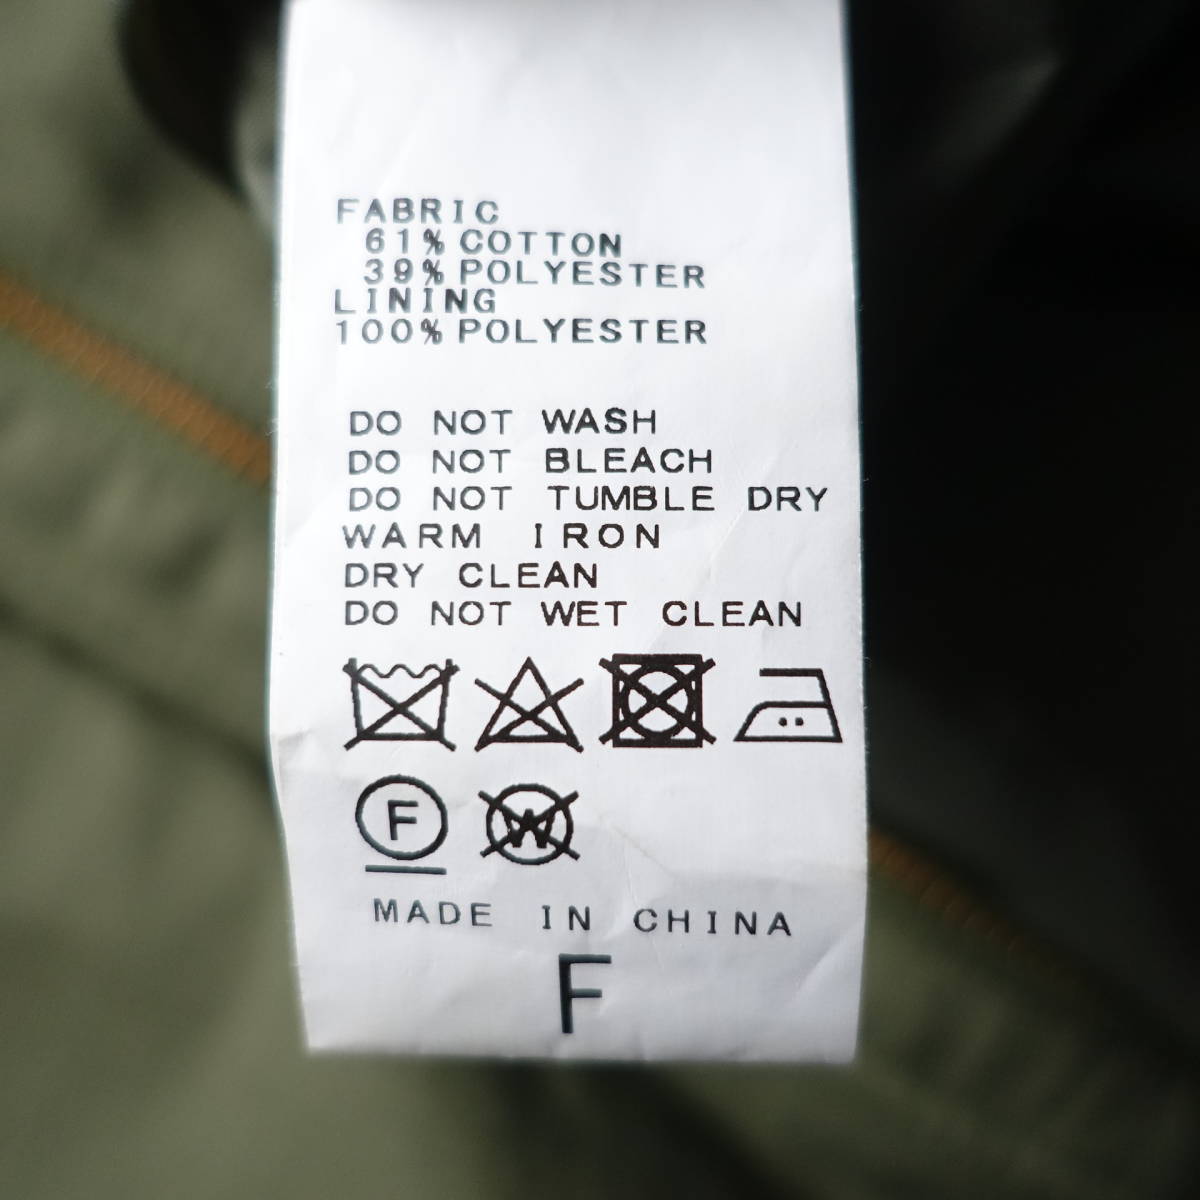 FABRIC
61% COTTON
39% POLYESTER
LINING
100% POLYESTER
DO NOT WASH
DO NOT BLEACH
DO NOT TUMBLE DRY
WARM IRON
DRY CLEAN
DO NOT WET CLEAN
F W
MADE IN CHINA
F